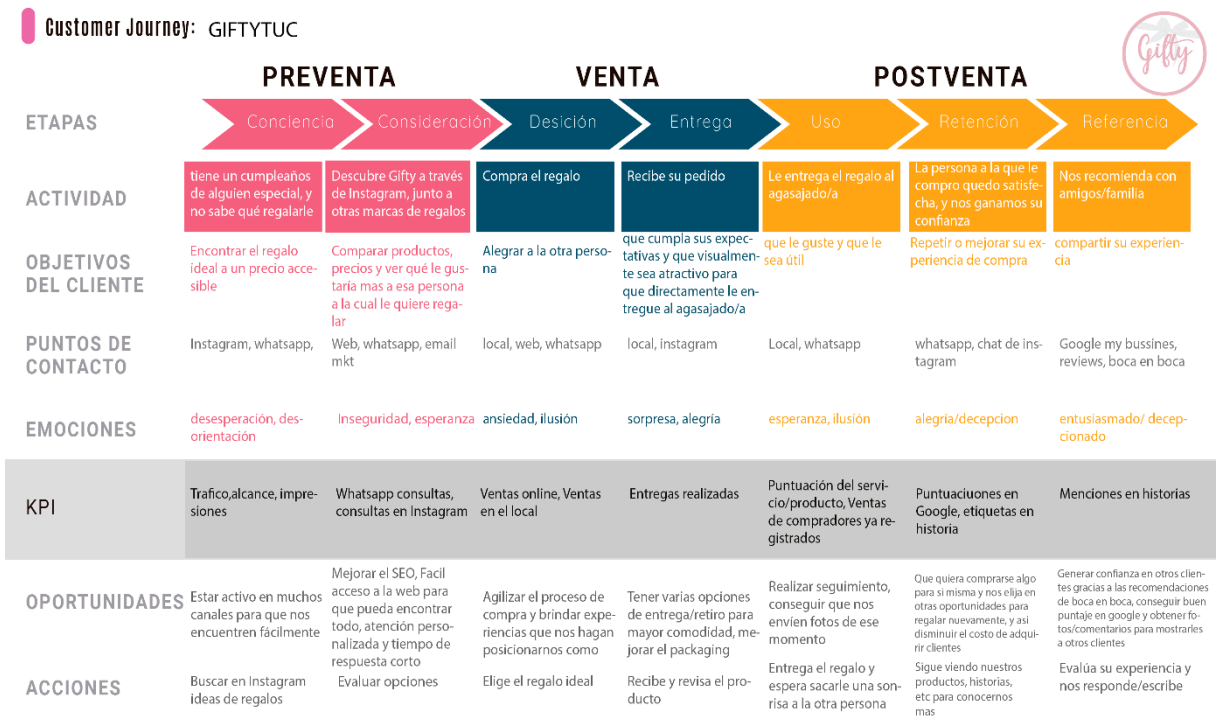 Customer Journey: GIFTYTUC
Gifty
PREVENTA VENTA POSTVENTA
ETAPAS
Conciencia
Consideración
Desición
Entrega
Uso
Retención
Referencia
ACTIVIDAD
tiene un cumpleaños
de alguien especial, y
no sabe qué regalarle
Descubre Gifty a través
de Instagram, junto a
otras marcas de regalos
Compra el regalo
Recibe su pedido
Le entrega el regalo al
agasajado/a
La persona a la que le
compro quedo satisfe-
cha, y nos ganamos su
confianza
Nos recomienda con
amigos/familia
OBJETIVOS
DEL CLIENTE
Encontrar el regalo
ideal a un precio acce-
sible
Comparar productos,
precios y ver qué le gus-
taría mas a esa persona
a la cual le quiere rega-
lar
Alegrar a la otra perso-
na
que cumpla sus expec-
tativas y que visualmen-
te sea atractivo para
que directamente le en-
tregue al agasajado/a
que le guste y que le
sea útil
Repetir o mejorar su ex-
periencia de compra
compartir su experien-
cia
PUNTOS DE
CONTACTO
Instagram, whatsapp,
Web, whatsapp, email
mkt
local, web, whatsapp
local, instagram
Local, whatsapp
whatsapp, chat de ins-
tagram
Google my bussines,
reviews, boca en boca
EMOCIONES
desesperación, des-
orientación
Inseguridad, esperanza
ansiedad, ilusión
sorpresa, alegría
esperanza, ilusión
alegria/decepcion
entusiasmado/ decep-
cionado
KPI
Trafico,alcance, impre-
siones
Whatsapp consultas,
consultas en Instagram
Ventas online, Ventas
en el local
Entregas realizadas
Puntuación del servi-
cio/producto, Ventas
de compradores ya re-
gistrados
Puntuaciuones en
Google, etiquetas en
historia
Menciones en historias
OPORTUNIDADES
Estar activo en muchos
canales para que nos
encuentren fácilmente
Mejorar el SEO, Facil
acceso a la web para
que pueda encontrar
todo, atención perso-
nalizada y tiempo de
respuesta corto
Agilizar el proceso de
compra y brindar expe-
riencias que nos hagan
posicionarnos como
Tener varias opciones
de entrega/retiro para
mayor comodidad, me-
jorar el packaging
Realizar seguimiento,
conseguir que nos
envíen fotos de ese
momento
Que quiera comprarse algo
para si misma y nos elija en
otras oportunidades para
regalar nuevamente, y asi
disminuir el costo de adqui-
rir clientes
Generar confianza en otros clien-
tes gracias a las recomendaciones
de boca en boca, conseguir buen
puntaje en google y obtener fo-
tos/comentarios para mostrarles
a otros clientes
ACCIONES
Buscar en Instagram
ideas de regalos
Evaluar opciones
Elige el regalo ideal
Recibe y revisa el pro-
ducto
Entrega el regalo y
espera sacarle una son-
risa a la otra persona
Sigue viendo nuestros
productos, historias,
etc para conocernos
mas
Evalúa su experiencia y
nos responde/escribe